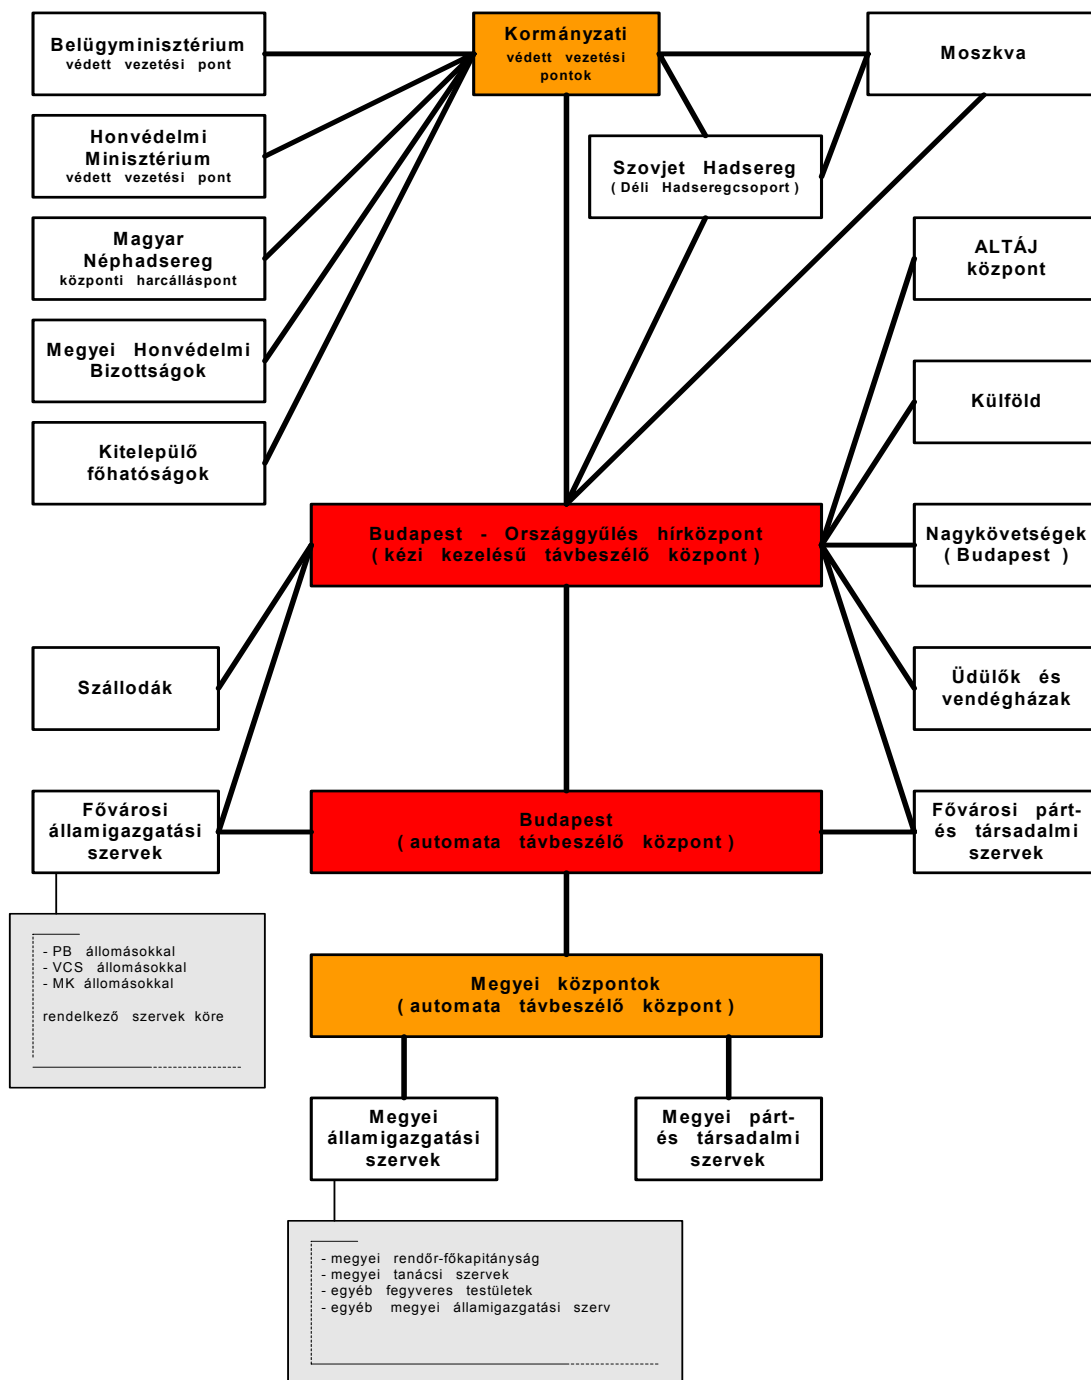 Belügyminisztérium
védett vezetési pont
Kormányzati
védett vezetési
pontok
Moszkva
Honvédelmi
Minisztérium
védett vezetési pont
Szovjet Hadsereg
( Déli Hadseregcsoport )
Magyar
Néphadsereg
központi harcálláspont
ALTÁJ
központ
Megyei Honvédelmi
Bizottságok
Külföld
Kitelepülő
főhatóságok
Budapest - Országgyűlés hírközpont
( kézi kezelésű távbeszélő központ )
Nagykövetségek
( Budapest )
Szállodák
Üdülők és
vendégházak
Fővárosi
államigazgatási
szervek
Budapest
( automata távbeszélő központ )
Fővárosi párt-
és társadalmi
szervek
- PB állomásokkal
- VCS állomásokkal
- MK állomásokkal
rendelkező szervek köre
Megyei központok
( automata távbeszélő központ )
Megyei
államigazgatási
szervek
Megyei párt-
és társadalmi
szervek
- megyei rendőr-főkapitányság
- megyei tanácsi szervek
- egyéb fegyveres testületek
- egyéb megyei államigazgatási szerv